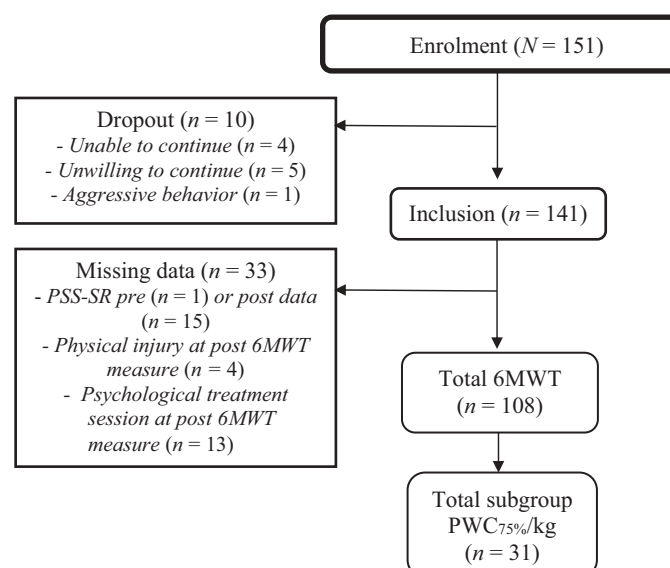 Enrolment (N = 151)
Dropout (n = 10)
- Unable to continue (n = 4)
- Unwilling to continue (n = 5)
- Aggressive behavior (n = 1)
Inclusion (n = 141)
Missing data (n = 33)
- PSS-SR pre (n = 1) or post data
(n = 15)
- Physical injury at post 6MWT
measure (n = 4)
- Psychological treatment
session at post 6MWT
measure (n = 13)
Total 6MWT
(n = 108)
Total subgroup
PWC75%/kg
(n = 31)